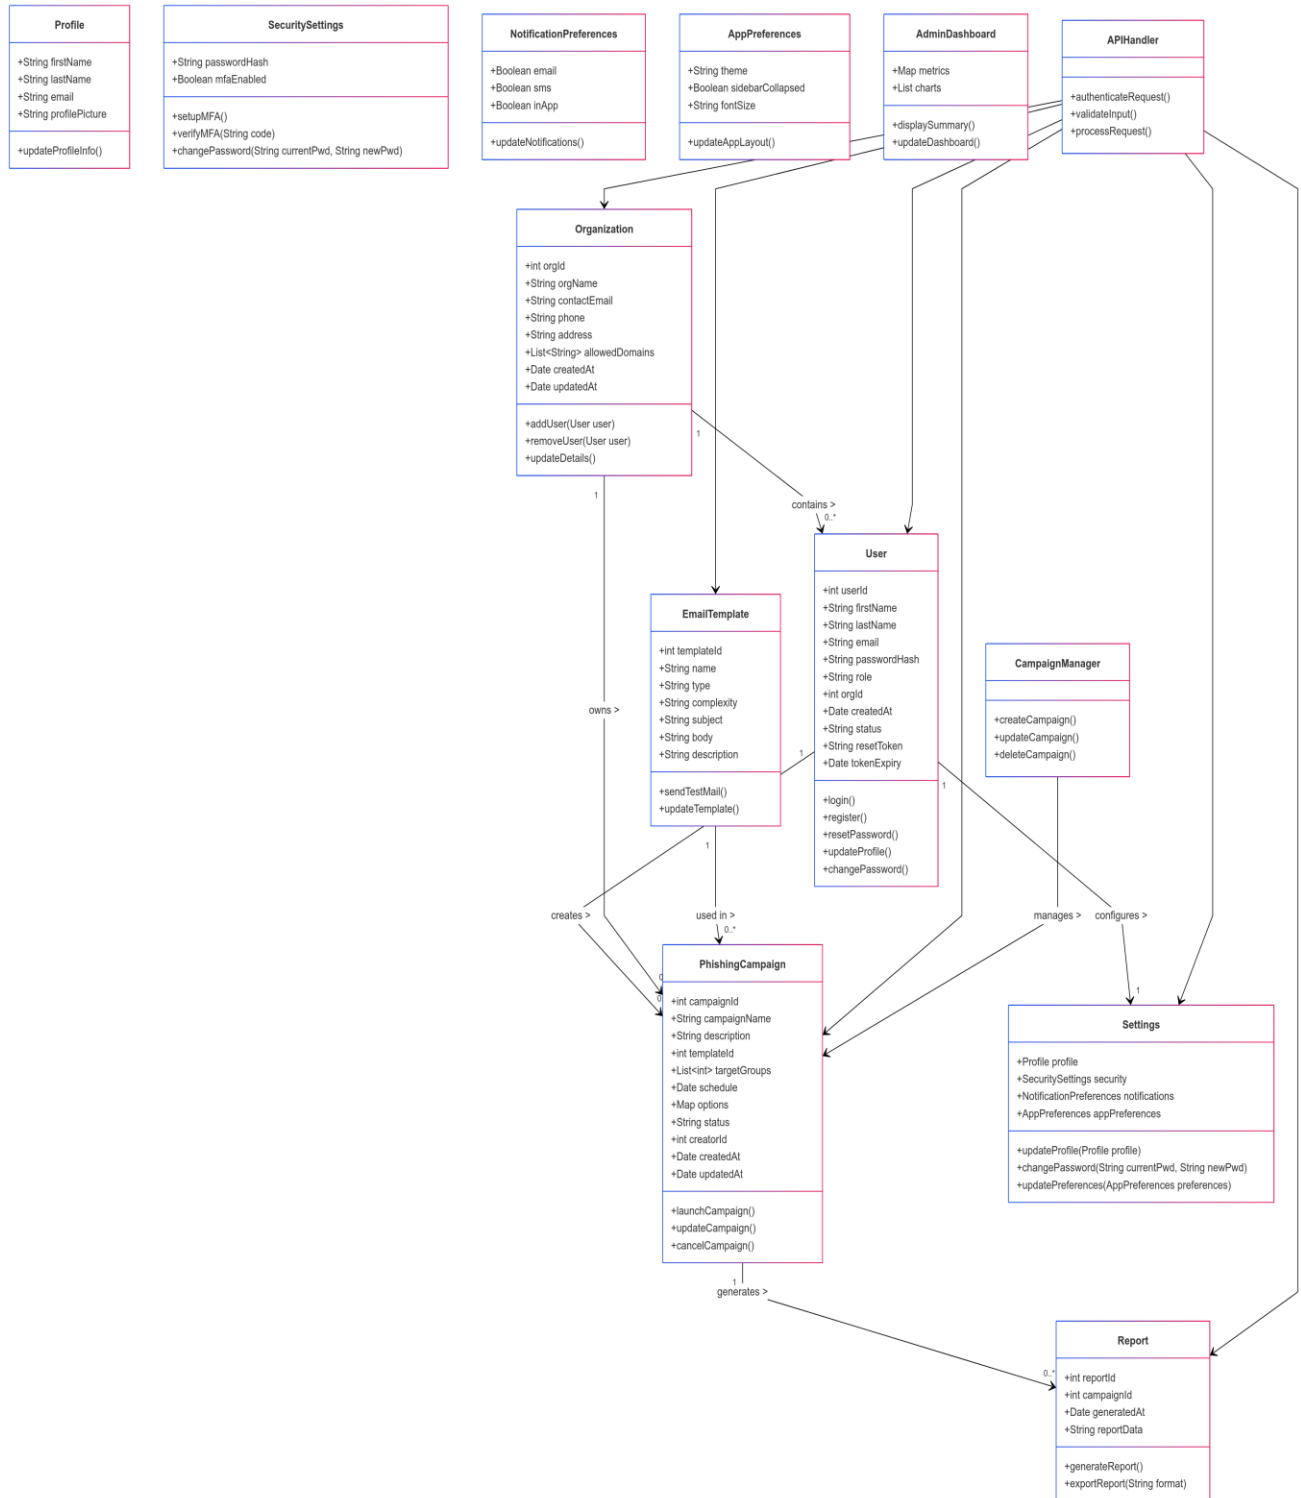 Profile
+String firstName
+String lastName
+String email
+String profilePicture
+updateProfileInfo()
SecuritySettings
+String passwordHash
+Boolean mfaEnabled
+setupMFA()
+verifyMFA(String code)
+changePassword(String currentPwd, String newPwd)
NotificationPreferences
+Boolean email
+Boolean sms
+Boolean inApp
+updateNotifications()
AppPreferences
+String theme
+Boolean sidebarCollapsed
+String fontSize
+updateAppLayout()
AdminDashboard
+Map metrics
+List charts
+displaySummary()
+updateDashboard()
APIHandler
+authenticateRequest()
+validateInput()
+processRequest()
Organization
+int orgId
+String orgName
+String contactEmail
+String phone
+String address
+List<String> allowedDomains
+Date createdAt
+Date updatedAt
+addUser(User user)
+removeUser(User user)
+updateDetails()
1
1
contains >
0..*
User
+int userId
+String firstName
+String lastName
+String email
+String passwordHash
+String role
+int orgId
+Date createdAt
+String status
+String resetToken
+Date tokenExpiry
+login()
+register()
+resetPassword()
+updateProfile()
+changePassword()
EmailTemplate
+int templateId
+String name
+String type
+String complexity
+String subject
+String body
+String description
+sendTestMail()
+updateTemplate()
CampaignManager
+createCampaign()
+updateCampaign()
+deleteCampaign()
owns >
1
1
1
creates >
used in >
0..*
manages >
configures >
1
0
0
PhishingCampaign
+int campaignId
+String campaignName
+String description
+int templateId
+List<int> targetGroups
+Date schedule
+Map options
+String status
+int creatorId
+Date createdAt
+Date updatedAt
+launchCampaign()
+updateCampaign()
+cancelCampaign()
Settings
+Profile profile
+SecuritySettings security
+NotificationPreferences notifications
+AppPreferences appPreferences
+updateProfile(Profile profile)
+changePassword(String currentPwd, String newPwd)
+updatePreferences(AppPreferences preferences)
1
generates >
0..*
Report
+int reportId
+int campaignId
+Date generatedAt
+String reportData
+generateReport()
+exportReport(String format)